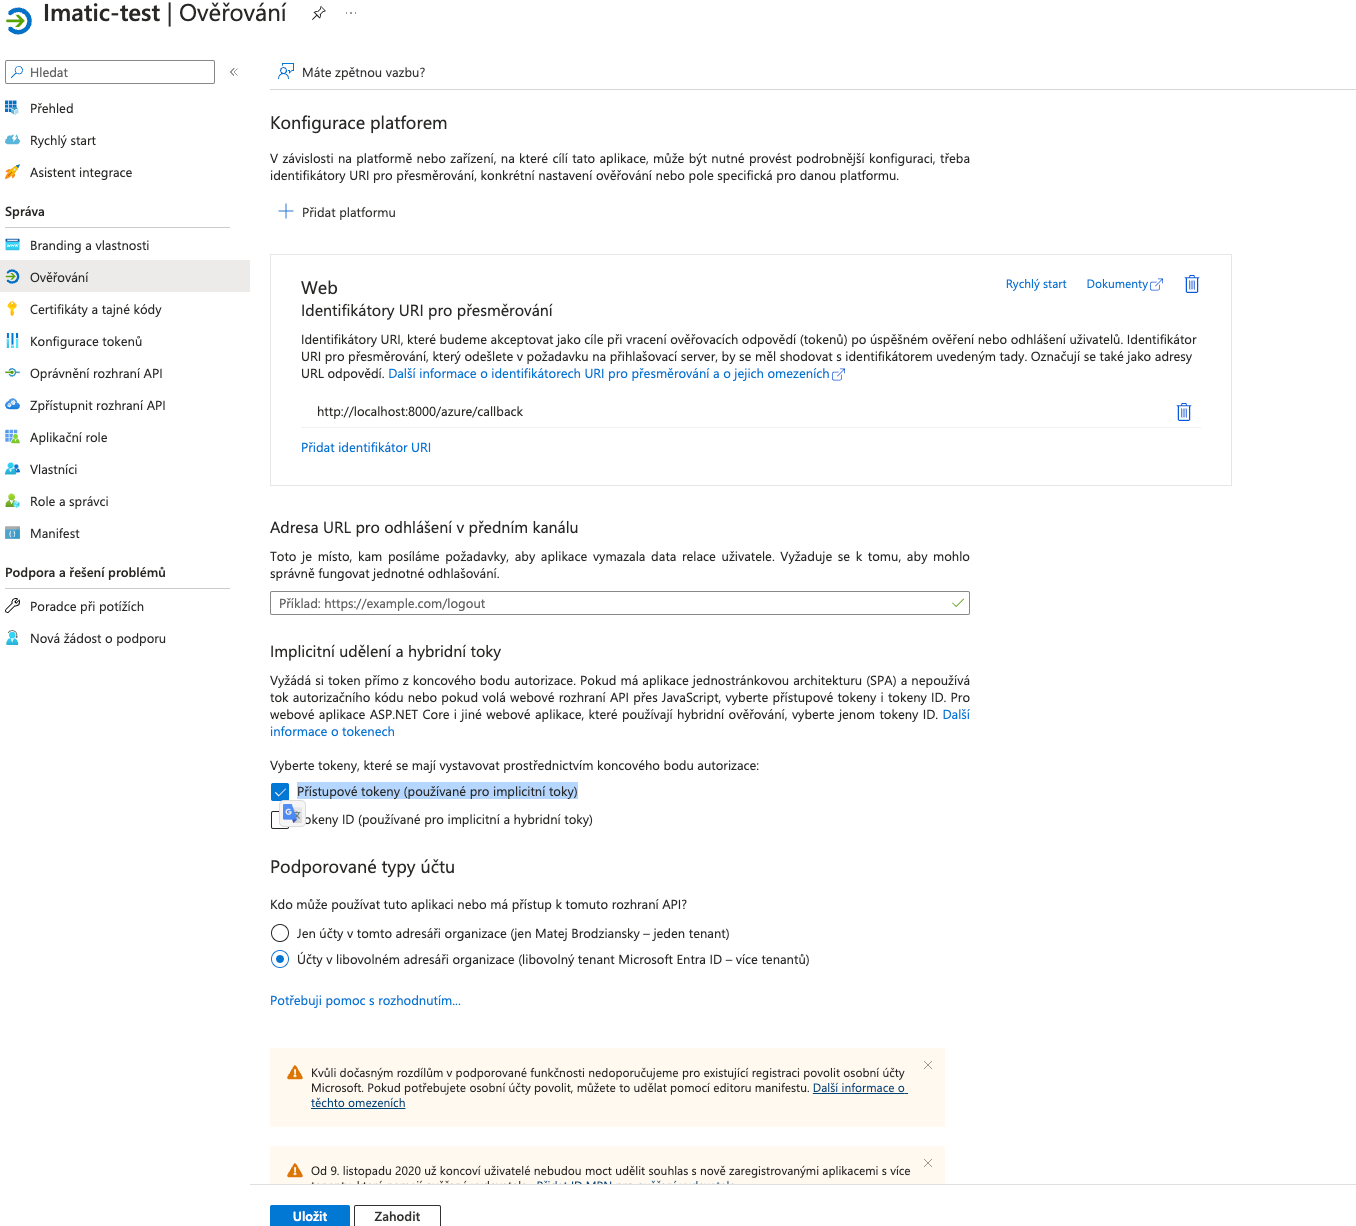 Imatic-test | Ověřování
Hledat
Přehled
Rychlý start
Asistent integrace
Správa
Branding a vlastnosti
Ověřování
Certifikáty a tajné kódy
Konfigurace tokenů
Oprávnění rozhraní API
Zpřístupnit rozhraní API
Aplikační role
Vlastníci
Role a správci
Manifest
Podpora a řešení problémů
Poradce při potížích
Nová žádost o podporu
Máte zpětnou vazbu?
Konfigurace platforem
V závislosti na platformě nebo zařízení, na které cílí tato aplikace, může být nutné provést podrobnější konfiguraci, třeba
identifikátory URI pro přesměrování, konkrétní nastavení ověřování nebo pole specifická pro danou platformu.
Přidat platformu
Web
Rychlý start
Dokumenty
Identifikátory URI pro přesměrování
Identifikátory URI, které budeme akceptovat jako cíle při vracení ověřovacích odpovědí (tokenů) po úspěšném ověření nebo odhlášení uživatelů. Identifikátor
URI pro přesměrování, který odešlete v požadavku na přihlašovací server, by se měl shodovat s identifikátorem uvedeným tady. Označují se také jako adresy
URL odpovědí. Další informace o identifikátorech URI pro přesměrování a o jejich omezeních
http://localhost:8000/azure/callback
Přidat identifikátor URI
Adresa URL pro odhlášení v předním kanálu
Toto je místo, kam posíláme požadavky, aby aplikace vymazala data relace uživatele. Vyžaduje se k tomu, aby mohlo
správně fungovat jednotné odhlašování.
Příklad: https://example.com/logout
Implicitní udělení a hybridní toky
Vyžádá si token přímo z koncového bodu autorizace. Pokud má aplikace jednostránkovou architekturu (SPA) a nepoužívá
tok autorizačního kódu nebo pokud volá webové rozhraní API přes JavaScript, vyberte přístupové tokeny i tokeny ID. Pro
webové aplikace ASP.NET Core i jiné webové aplikace, které používají hybridní ověřování, vyberte jenom tokeny ID. Další
informace o tokenech
Vyberte tokeny, které se mají vystavovat prostřednictvím koncového bodu autorizace:
Přístupové tokeny (používané pro implicitní toky)
okeny ID (používané pro implicitní a hybridní toky)
Podporované typy účtu
Kdo může používat tuto aplikaci nebo má přístup k tomuto rozhraní API?
Jen účty v tomto adresáři organizace (jen Matej Brodziansky – jeden tenant)
Účty v libovolném adresáři organizace (libovolný tenant Microsoft Entra ID – více tenantů)
Potřebuji pomoc s rozhodnutím...
Kvůli dočasným rozdílům v podporované funkčnosti nedoporučujeme pro existující registraci povolit osobní účty
Microsoft. Pokud potřebujete osobní účty povolit, můžete to udělat pomocí editoru manifestu. Další informace o
těchto omezeních
Od 9. listopadu 2020 už koncoví uživatelé nebudou moct udělit souhlas s nově zaregistrovanými aplikacemi s více
Uložit
Zahodit